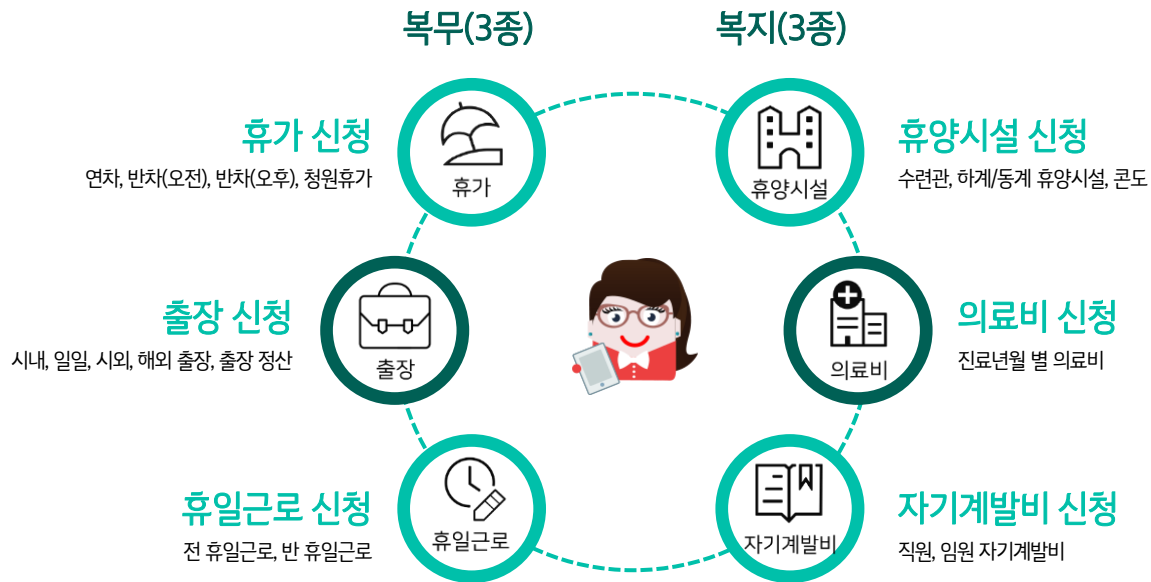 복무(3종)
복지(3종)
휴가 신청
연차, 반차(오전), 반차(오후), 청원휴가
휴가
휴양시설
휴양시설 신청
수련관, 하계/동계 휴양시설, 콘도
출장 신청
시내, 일일, 시외, 해외 출장, 출장 정산
출장
의료비
의료비 신청
진료년월 별 의료비
휴일근로 신청
전 휴일근로, 반 휴일근로
휴일근로
자기계발비
자기계발비 신청
직원, 임원 자기계발비